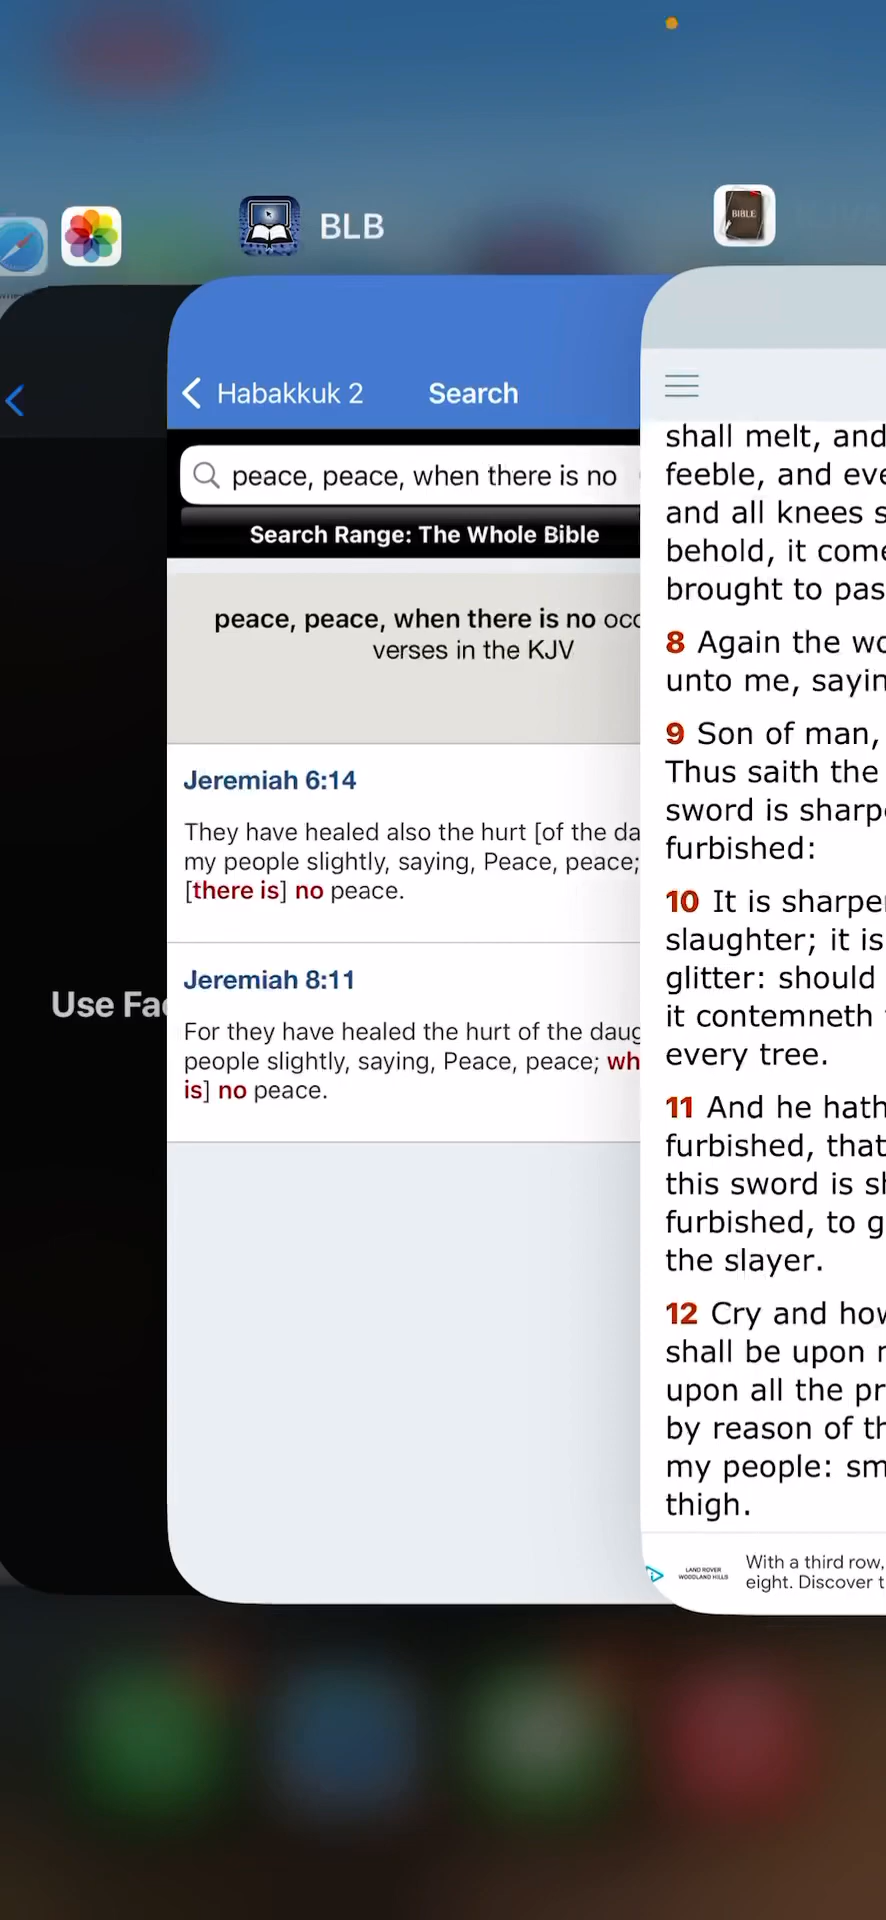 BLB
BIBLE
Habakkuk 2
Search
peace, peace, when there is no
Search Range: The Whole Bible
peace, peace, when there is no occ
verses in the KJV
Jeremiah 6:14
They have healed also the hurt [of the da
my people slightly, saying, Peace, peace;
[there is] no peace.
Jeremiah 8:11
For they have healed the hurt of the daug
people slightly, saying, Peace, peace; wh
is] no peace.
Use Fac
shall melt, and
feeble, and eve
and all knees s
behold, it come
brought to pas
8 Again the wo
unto me, sayin
9 Son of man,
Thus saith the
sword is sharpe
furbished:
10 It is sharpe
slaughter; it is
glitter: should
it contemneth
every tree.
11 And he hath
furbished, that
this sword is sh
furbished, to g
the slayer.
12 Cry and how
shall be upon m
upon all the pr
by reason of th
my people: sm
thigh.
LAND ROVER
WOODLAND HILLS
With a third row,
eight. Discover t